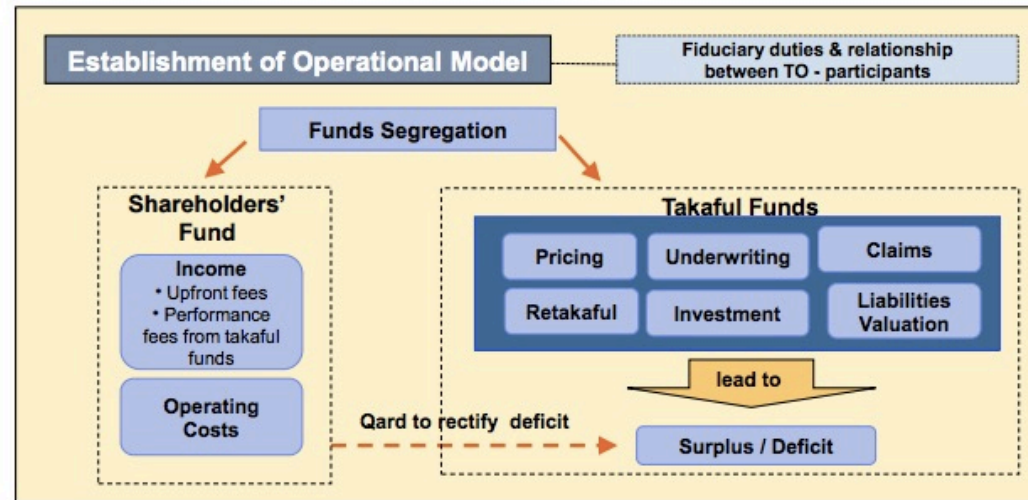 Establishment of Operational Model
Fiduciary duties & relationship
between TO - participants
Funds Segregation
Shareholders'
Fund
Income
• Upfront fees
• Performance
fees from takaful
funds
Operating
Costs
Takaful Funds
Pricing
Underwriting
Claims
Retakaful
Investment
Liabilities
Valuation
lead to
Qard to rectify deficit
Surplus / Deficit